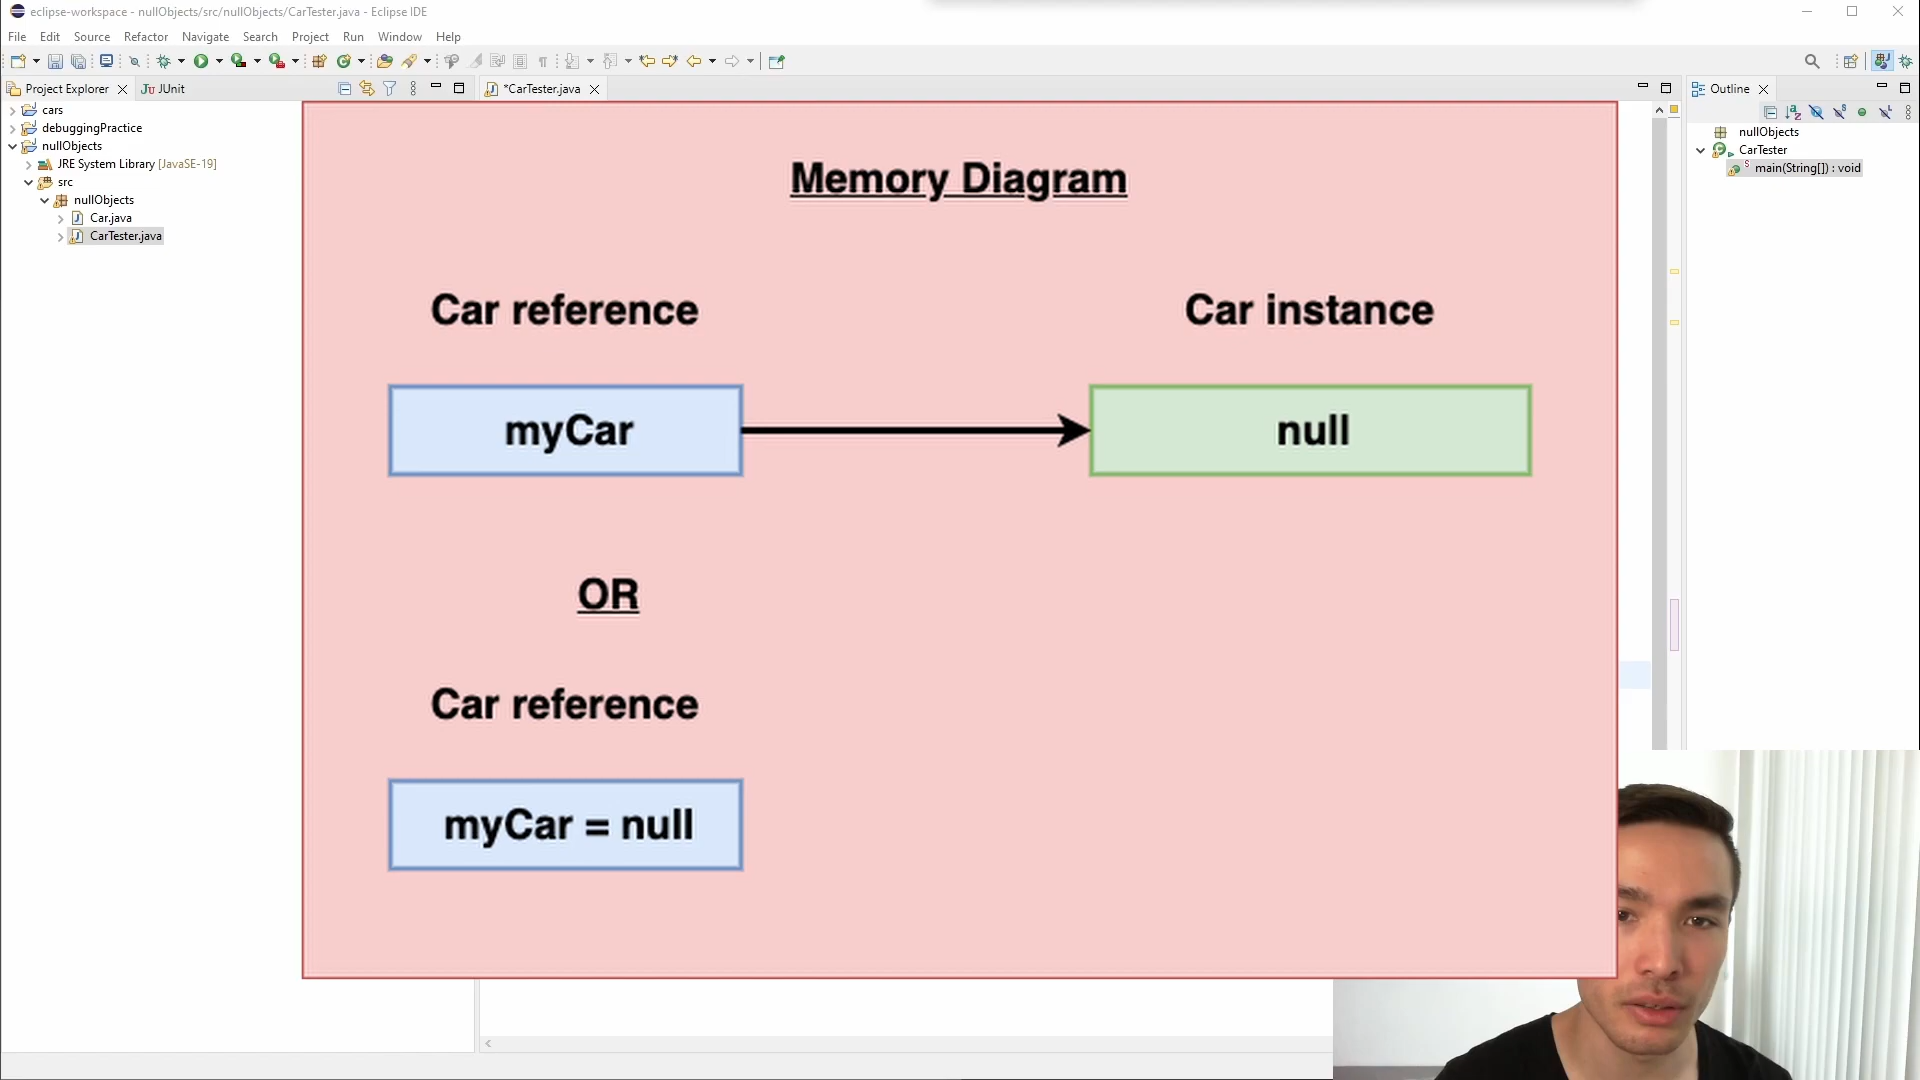 eclipse-workspace - nullObjects/src/nullObjects/CarTester.java - Eclipse IDE
File Edit Source Refactor Navigate Search Project Run Window Help
Project Explorer
JUnit
*CarTester.java
Outline
cars
debuggingPractice
nullObjects
JRE System Library [JavaSE-19]
src
nullObjects
Car.java
CarTester.java
Memory Diagram
Car reference
Car instance
myCar
null
OR
Car reference
myCar = null
nullObjects
CarTester
main(String[]) : void